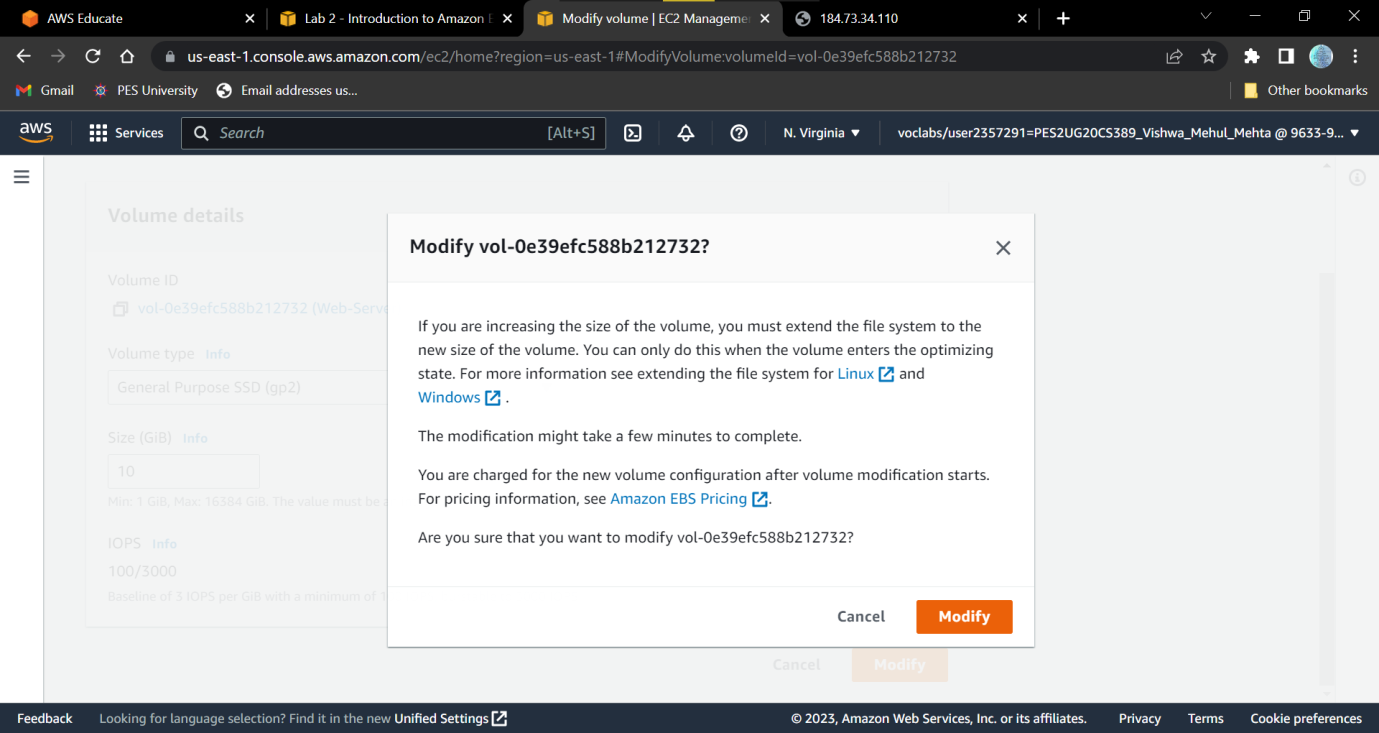 AWS Educate
Lab 2 - Introduction to Amazon E
Modify volume | EC2 Managemen
184.73.34.110
us-east-1.console.aws.amazon.com/ec2/home?region=us-east-1#ModifyVolume:volumeId=vol-0e39efc588b212732
Gmail
PES University
Email addresses us...
Other bookmarks
aws
Services
Search
[Alt+S]
N. Virginia
voclabs/user2357291=PES2UG20CS389_Vishwa_Mehul_Mehta @ 9633-9...
Volume details
Volume ID
vol-0e39efc588b212732 (Web-Serve
Volume type Info
General Purpose SSD (gp2)
Size (GiB) Info
10
Min: 1 GiB, Max: 16384 GiB. The value must be a
IOPS Info
100/3000
Baseline of 3 IOPS per GiB with a minimum of 1
Modify vol-0e39efc588b212732?
If you are increasing the size of the volume, you must extend the file system to the
new size of the volume. You can only do this when the volume enters the optimizing
state. For more information see extending the file system for Linux and
Windows .
The modification might take a few minutes to complete.
You are charged for the new volume configuration after volume modification starts.
For pricing information, see Amazon EBS Pricing .
Are you sure that you want to modify vol-0e39efc588b212732?
Cancel
Modify
Cancel
Modify
Feedback
Looking for language selection? Find it in the new Unified Settings
© 2023, Amazon Web Services, Inc. or its affiliates.
Privacy
Terms
Cookie preferences